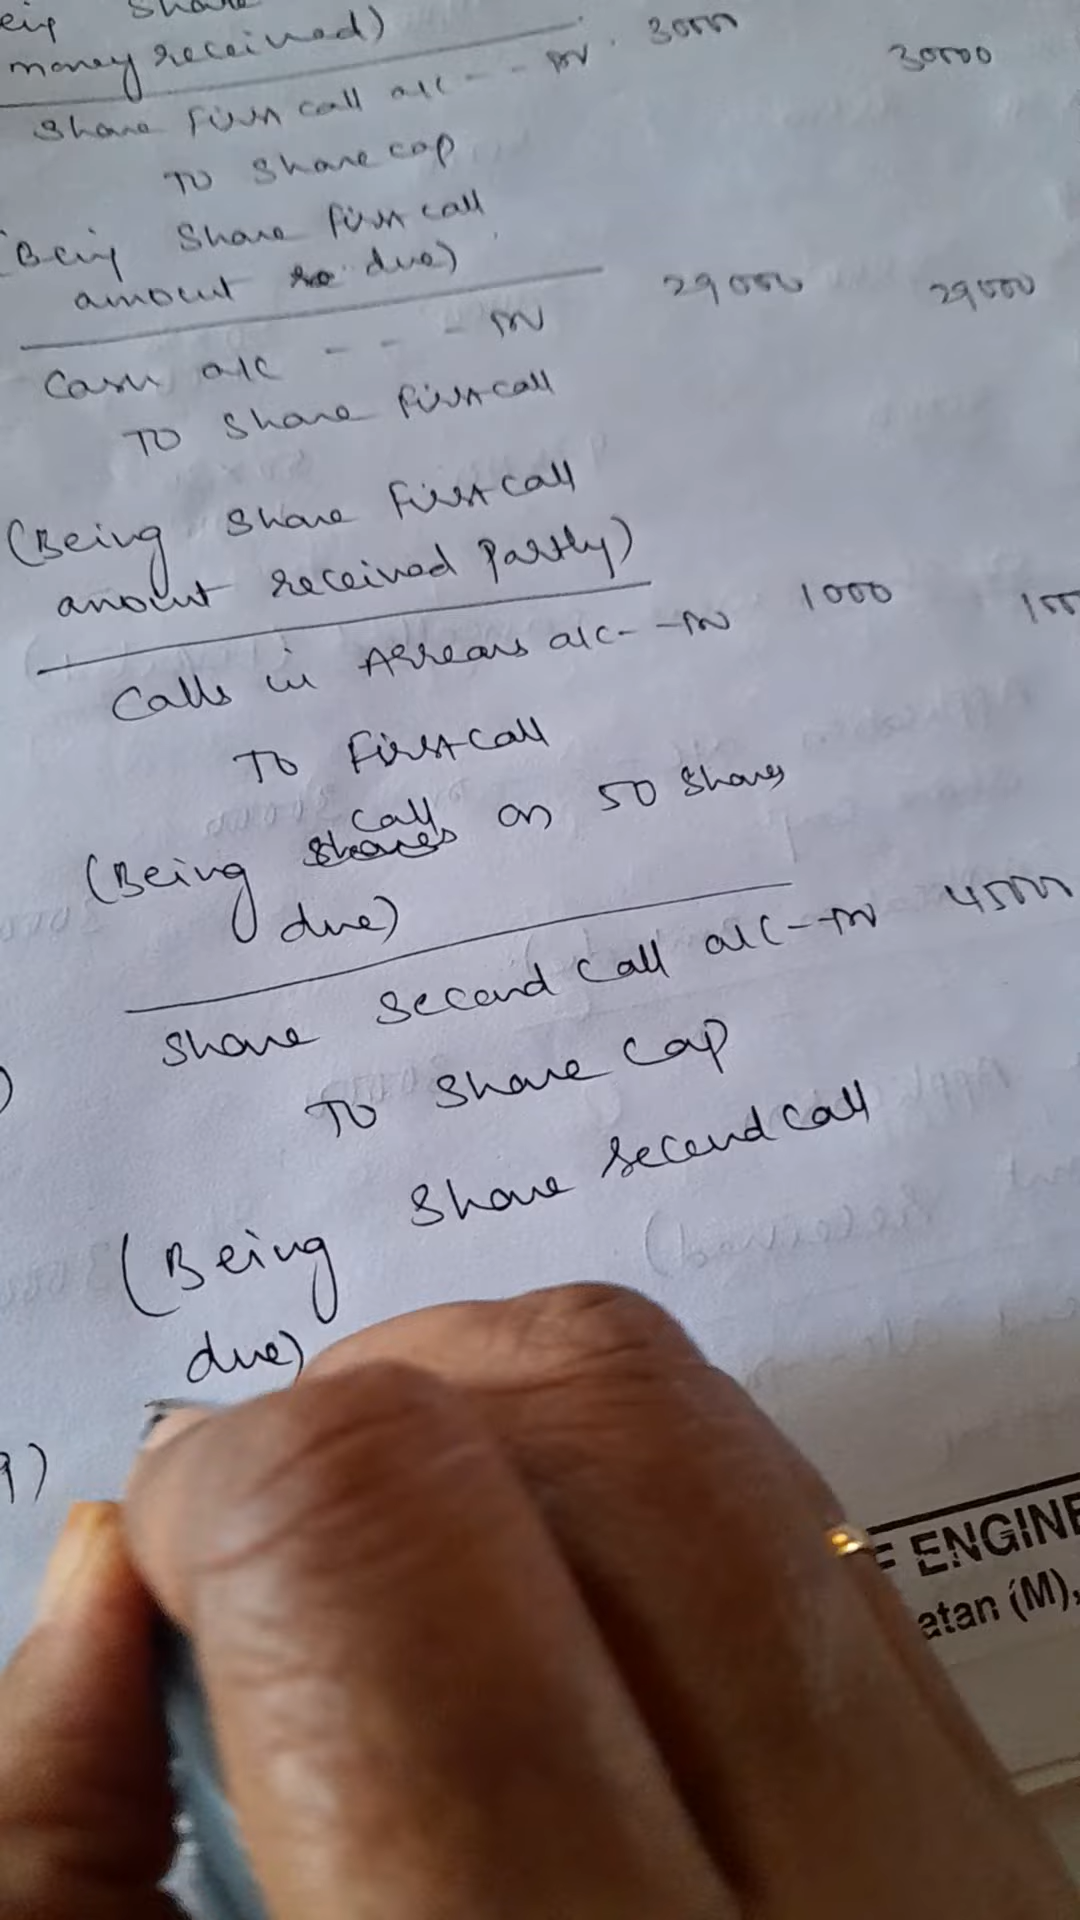 money received)
Share First call a/c - - Dr. 30000
30000
To Share cap
(Being Share first call
amount due)
Cash a/c - - - Dr 29000 29000
To Share First call
(Being Share First call
amount received Partly)
Calls in Arrears a/c - - Dr 1000
To First call
(Being call on 50 Shares
due)
Share Second Call a/c - - Dr 45000
To Share Cap
(Being Share Second call
due)
9)
ENGINE
atan (M),